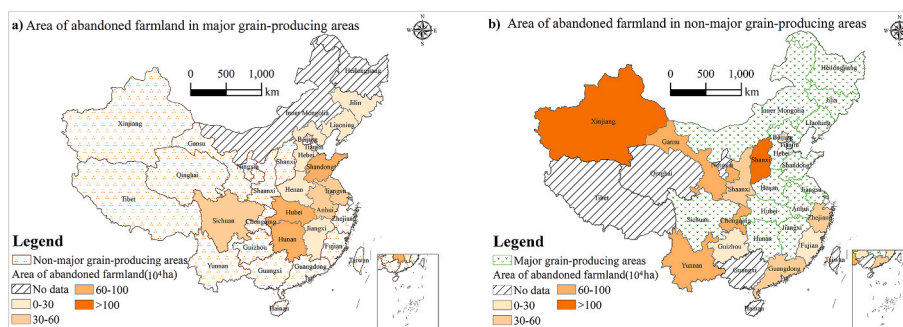 a) Area of abandoned farmland in major grain-producing areas
N
W E
S
0 500 1,000
km
Heilongjiang
Jilin
Inner Mongolia
Liaoning
Xinjiang
Beijing
Tianjin
Gansu
Hebei
Shanxi
Ningxia
Shandong
Qinghai
Shaanxi
Henan
Jiangsu
Tibet
Anhui
Hubei
Sichuan
Chongqing
Zhejiang
Hunan
Jiangxi
Guizhou
Fujian
Yunnan
Guangxi
Guangdong
Taiwan
Hainan
Legend
Non-major grain-producing areas
Area of abandoned farmland(10⁴ha)
No data
60-100
0-30
>100
30-60
b) Area of abandoned farmland in non-major grain-producing areas
N
W E
S
0 500 1,000
km
Heilongjiang
Jilin
Inner Mongolia
Liaoning
Xinjiang
Beijing
Tianjin
Gansu
Hebei
Shanxi
Ningxia
Shandong
Qinghai
Shaanxi
Henan
Jiangsu
Tibet
Anhui
Hubei
Sichuan
Chongqing
Zhejiang
Hunan
Jiangxi
Guizhou
Fujian
Yunnan
Guangxi
Guangdong
Taiwan
Hainan
Legend
Major grain-producing areas
Area of abandoned farmland(10⁴ha)
No data
60-100
0-30
>100
30-60